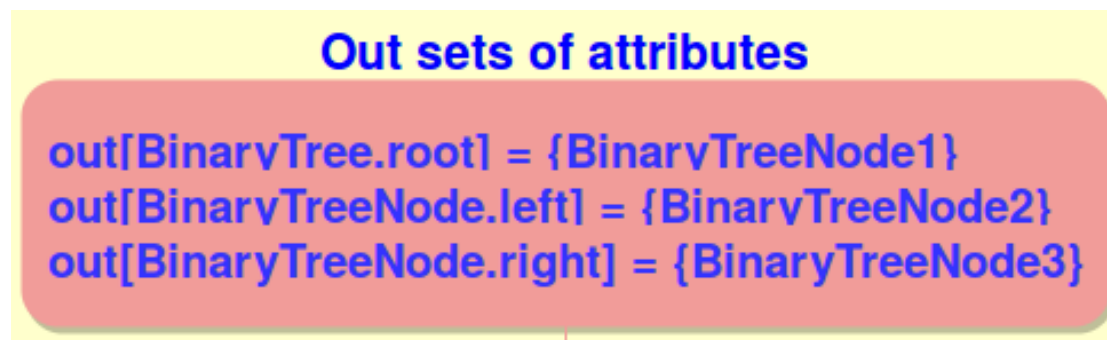 Out sets of attributes
out[BinaryTree.root] = {BinaryTreeNode1}
out[BinaryTreeNode.left] = {BinaryTreeNode2}
out[BinaryTreeNode.right] = {BinaryTreeNode3}